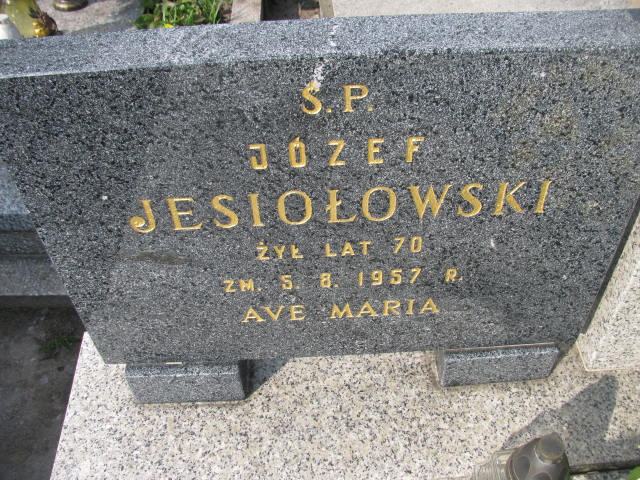 Ś.P.
JÓZEF
JESIOŁOWSKI
ŻYŁ LAT 70
ZM. 5. 8. 1957 R.
AVE MARIA